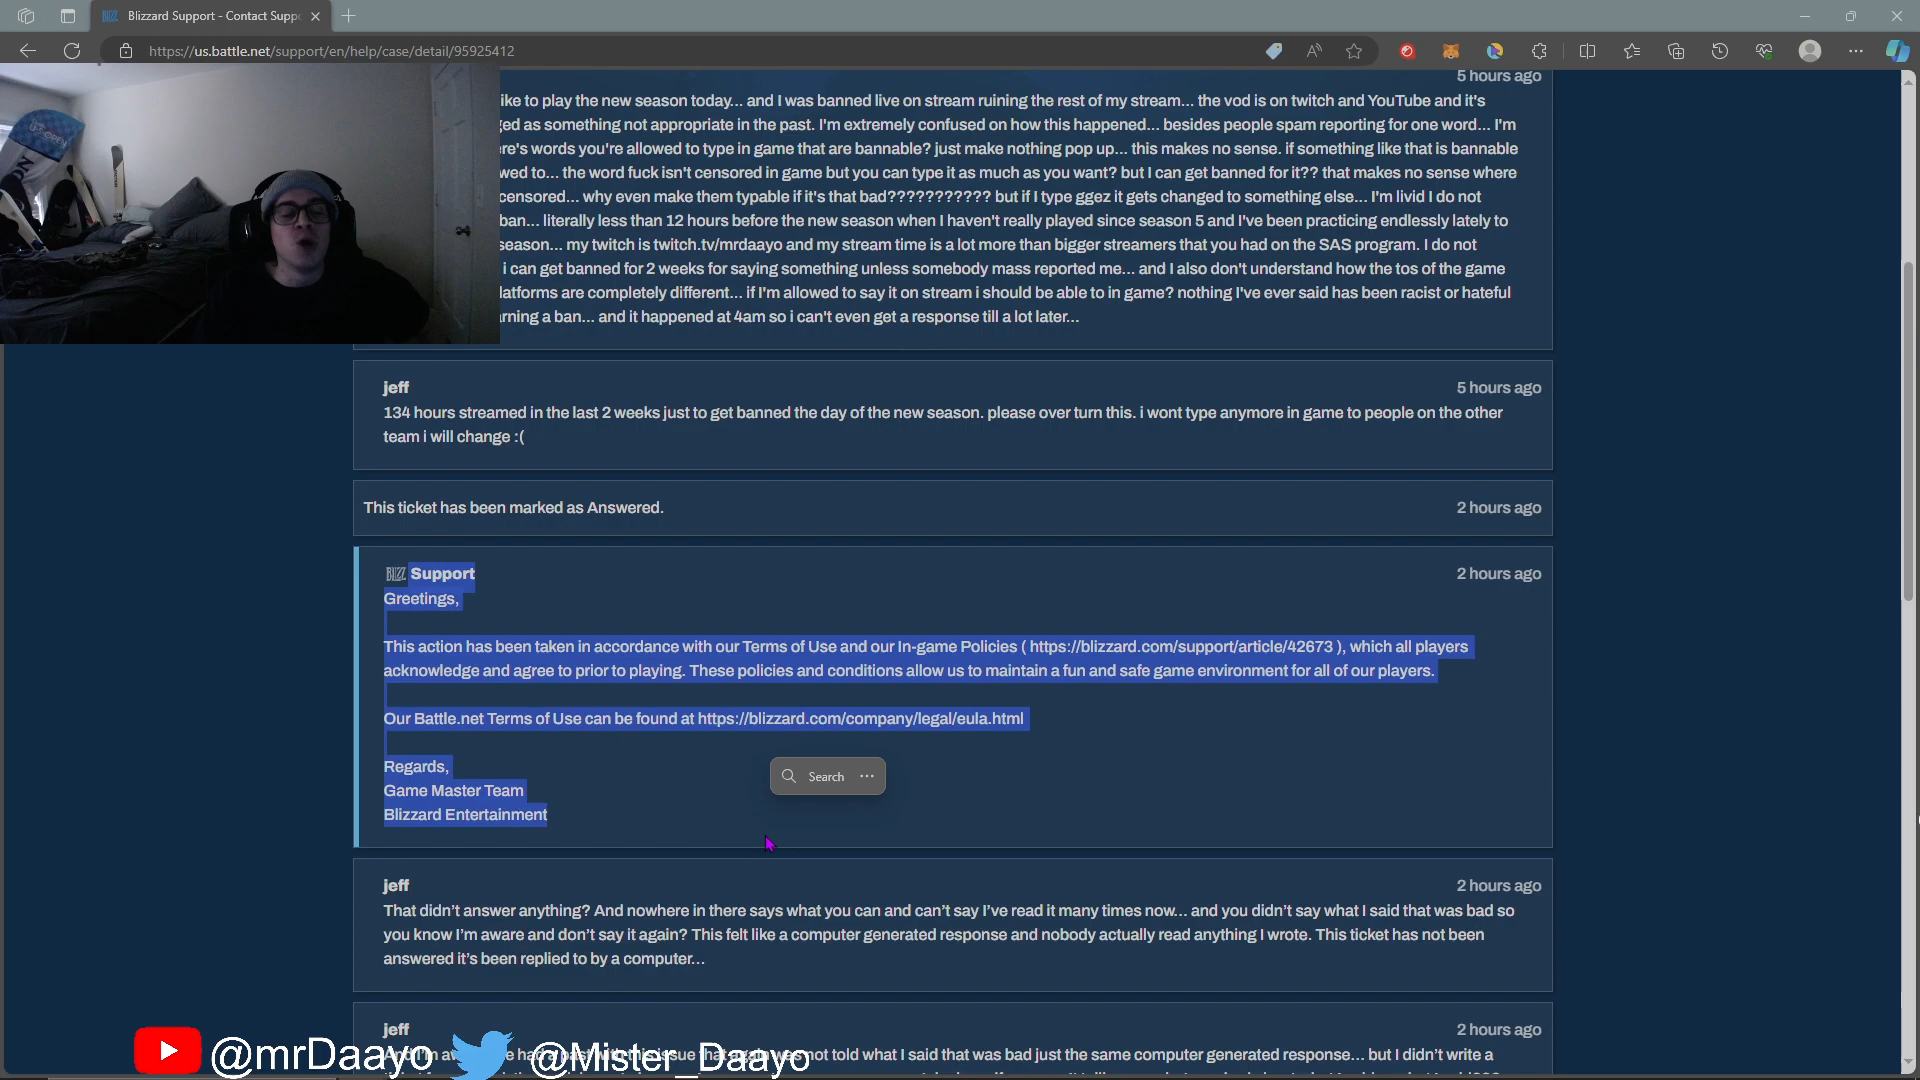 Blizzard Support - Contact Supp
https://us.battle.net/support/en/help/case/detail/95925412
5 hours ago
ike to play the new season today... and I was banned live on stream ruining the rest of my stream... the vod is on twitch and YouTube and it's
ged as something not appropriate in the past. I'm extremely confused on how this happened... besides people spam reporting for one word... I'm
re's words you're allowed to type in game that are bannable? just make nothing pop up... this makes no sense. if something like that is bannable
wed to... the word fuck isn't censored in game but you can type it as much as you want? but I can get banned for it?? that makes no sense where
censored... why even make them typable if it's that bad??????????? but if I type ggez it gets changed to something else... I'm livid I do not
ban... literally less than 12 hours before the new season when I haven't really played since season 5 and I've been practicing endlessly lately to
season... my twitch is twitch.tv/mrdaayo and my stream time is a lot more than bigger streamers that you had on the SAS program. I do not
i can get banned for 2 weeks for saying something unless somebody mass reported me... and I also don't understand how the tos of the game
latforms are completely different... if I'm allowed to say it on stream i should be able to in game? nothing I've ever said has been racist or hateful
rning a ban... and it happened at 4am so i can't even get a response till a lot later...
jeff
5 hours ago
134 hours streamed in the last 2 weeks just to get banned the day of the new season. please over turn this. i wont type anymore in game to people on the other
team i will change :(
This ticket has been marked as Answered.
2 hours ago
BLIZZ Support
2 hours ago
Greetings,
This action has been taken in accordance with our Terms of Use and our In-game Policies ( https://blizzard.com/support/article/42673 ), which all players
acknowledge and agree to prior to playing. These policies and conditions allow us to maintain a fun and safe game environment for all of our players.
Our Battle.net Terms of Use can be found at https://blizzard.com/company/legal/eula.html
Regards,
Game Master Team
Blizzard Entertainment
Search
jeff
2 hours ago
That didn't answer anything? And nowhere in there says what you can and can't say I've read it many times now... and you didn't say what I said that was bad so
you know I'm aware and don't say it again? This felt like a computer generated response and nobody actually read anything I wrote. This ticket has not been
answered it's been replied to by a computer...
jeff
2 hours ago
And I'm had a past with this issue that again was not told what I said that was bad just the same computer generated response... but I didn't write a
@mrDaayo
@Mister_Daayo